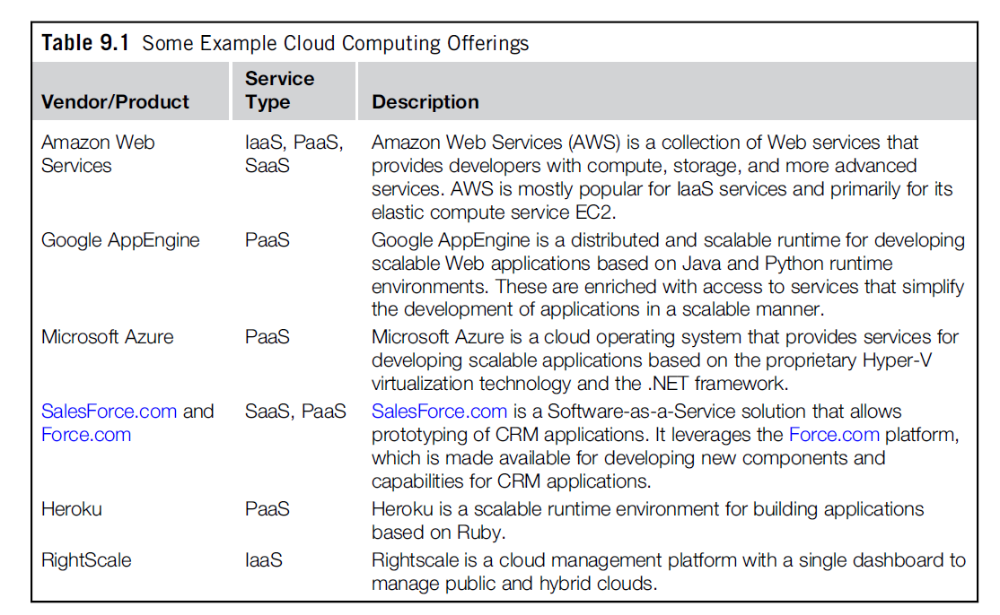 Table 9.1 Some Example Cloud Computing Offerings
Service
Vendor/Product Type Description
Amazon Web IaaS, PaaS, Amazon Web Services (AWS) is a collection of Web services that
Services SaaS provides developers with compute, storage, and more advanced
services. AWS is mostly popular for IaaS services and primarily for its
elastic compute service EC2.
Google AppEngine PaaS Google AppEngine is a distributed and scalable runtime for developing
scalable Web applications based on Java and Python runtime
environments. These are enriched with access to services that simplify
the development of applications in a scalable manner.
Microsoft Azure PaaS Microsoft Azure is a cloud operating system that provides services for
developing scalable applications based on the proprietary Hyper-V
virtualization technology and the .NET framework.
SalesForce.com and SaaS, PaaS SalesForce.com is a Software-as-a-Service solution that allows
Force.com prototyping of CRM applications. It leverages the Force.com platform,
which is made available for developing new components and
capabilities for CRM applications.
Heroku PaaS Heroku is a scalable runtime environment for building applications
based on Ruby.
RightScale IaaS Rightscale is a cloud management platform with a single dashboard to
manage public and hybrid clouds.